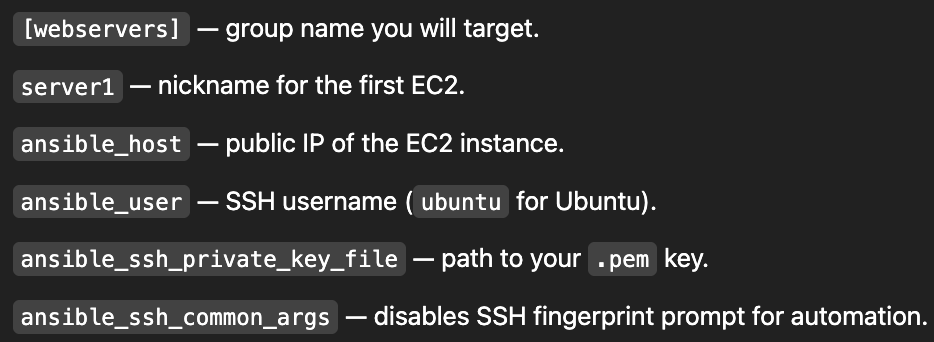 [webservers] — group name you will target.
server1 — nickname for the first EC2.
ansible_host — public IP of the EC2 instance.
ansible_user — SSH username (ubuntu for Ubuntu).
ansible_ssh_private_key_file — path to your .pem key.
ansible_ssh_common_args — disables SSH fingerprint prompt for automation.